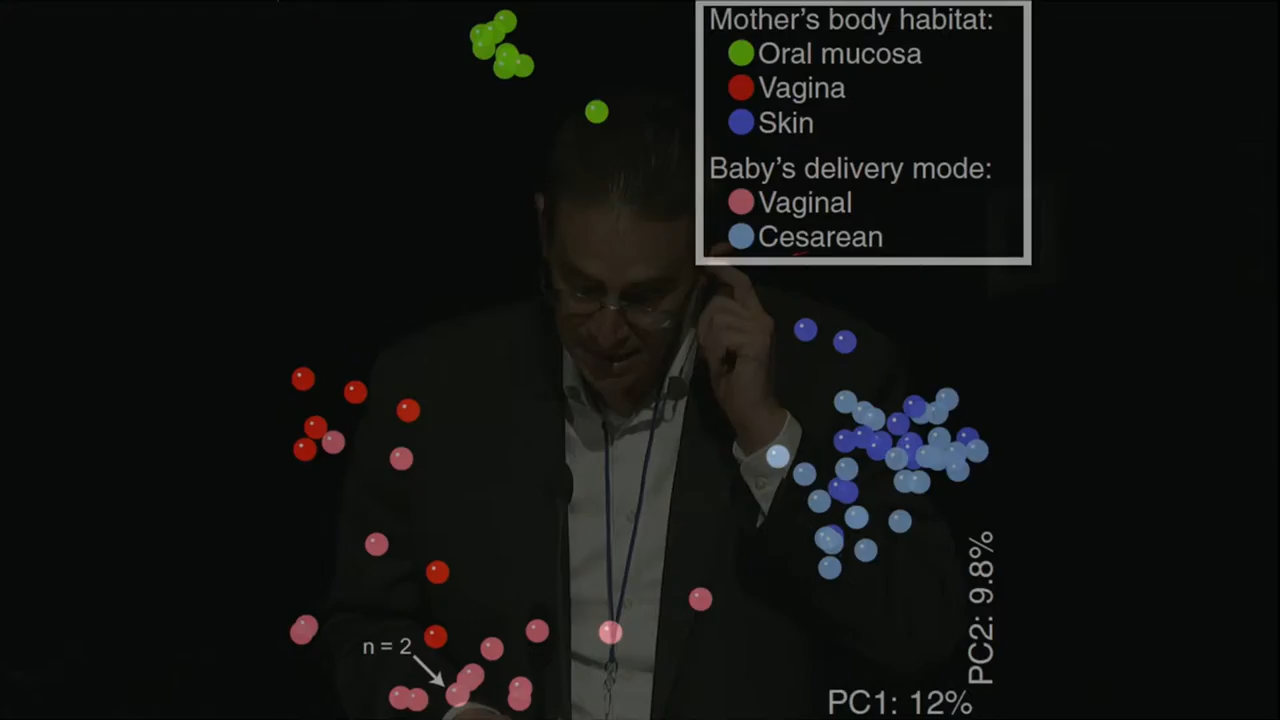 Mother’s body habitat:
Oral mucosa
Vagina
Skin
Baby’s delivery mode:
Vaginal
Cesarean
n = 2
PC2: 9.8%
PC1: 12%